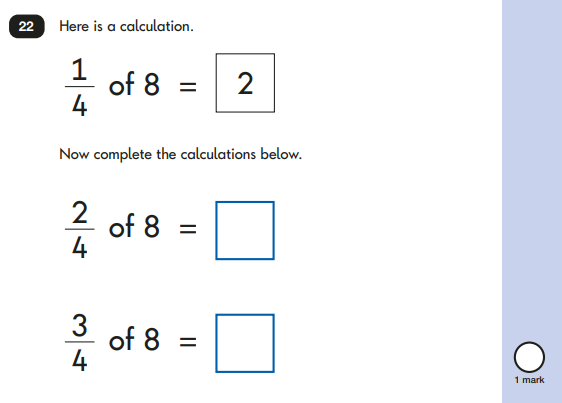 22 Here is a calculation.
1/4 of 8 = 2
Now complete the calculations below.
2/4 of 8 =
3/4 of 8 =
1 mark